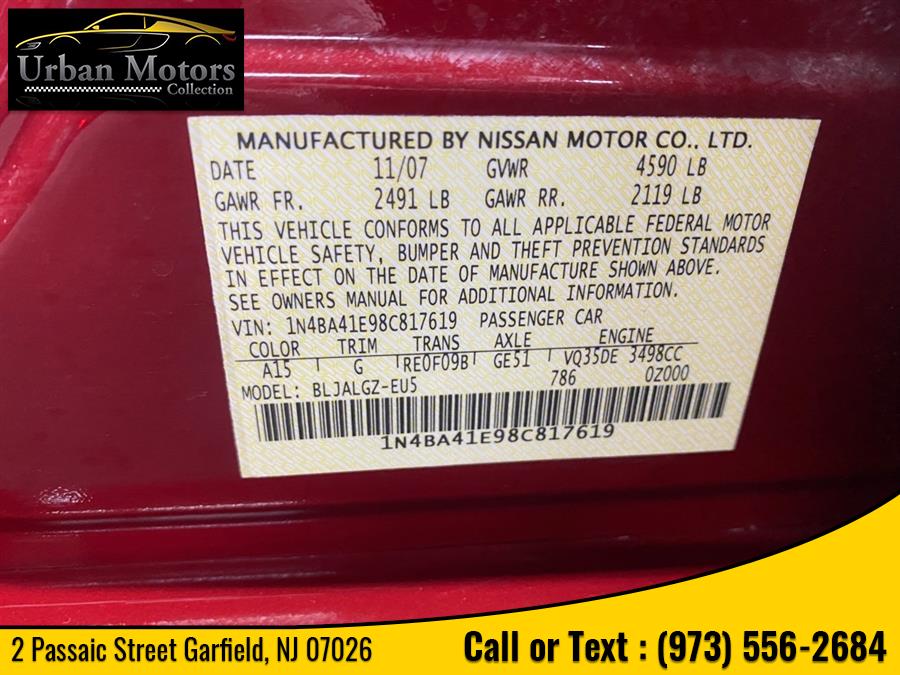 Urban Motors
Collection
MANUFACTURED BY NISSAN MOTOR CO., LTD.
DATE 11/07 GVWR 4590 LB
GAWR FR. 2491 LB GAWR RR. 2119 LB
THIS VEHICLE CONFORMS TO ALL APPLICABLE FEDERAL MOTOR
VEHICLE SAFETY, BUMPER AND THEFT PREVENTION STANDARDS
IN EFFECT ON THE DATE OF MANUFACTURE SHOWN ABOVE.
SEE OWNERS MANUAL FOR ADDITIONAL INFORMATION.
VIN: 1N4BA41E98C817619 PASSENGER CAR
COLOR TRIM TRANS AXLE ENGINE
A15 G RE0F09B GE51 VQ35DE 3498CC
MODEL: BLJALGZ-EU5 786 0Z000
1N4BA41E98C817619
2 Passaic Street Garfield, NJ 07026 Call or Text : (973) 556-2684